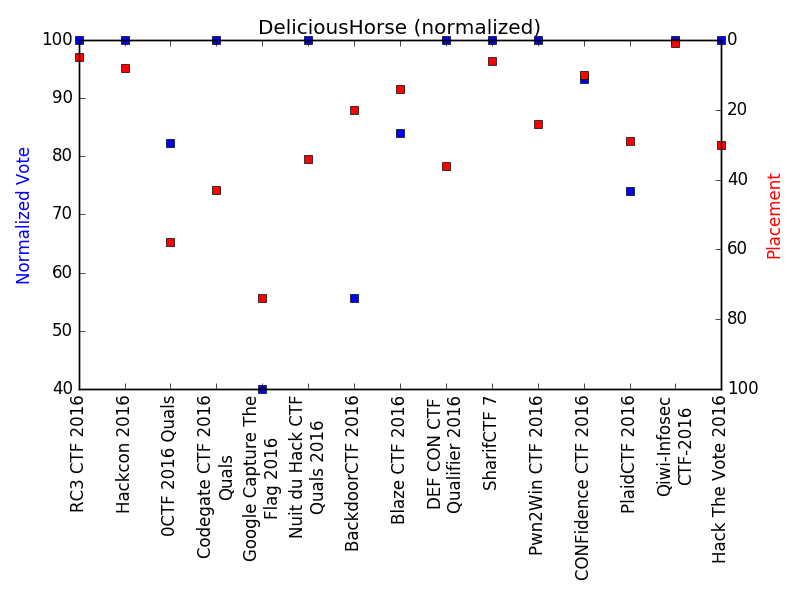 DeliciousHorse (normalized)
100
90
80
70
60
50
40
Normalized Vote
0
20
40
60
80
100
Placement
RC3 CTF 2016
Hackcon 2016
0CTF 2016 Quals
Codegate CTF 2016
Quals
Google Capture The
Flag 2016
Nuit du Hack CTF
Quals 2016
BackdoorCTF 2016
Blaze CTF 2016
DEF CON CTF
Qualifier 2016
SharifCTF 7
Pwn2Win CTF 2016
CONFidence CTF 2016
PlaidCTF 2016
Qiwi-Infosec
CTF-2016
Hack The Vote 2016